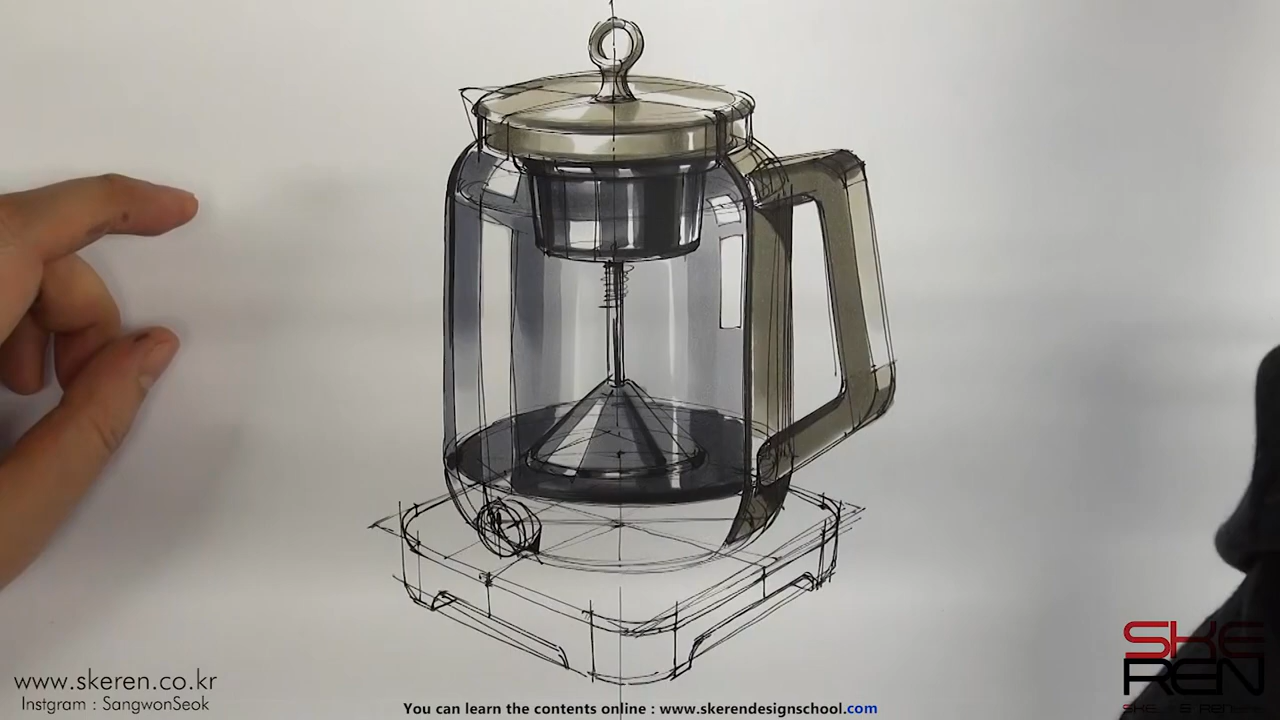 SKE
REN
www.skeren.co.kr
Instgram : SangwonSeok
You can learn the contents online : www.skerendesignschool.com